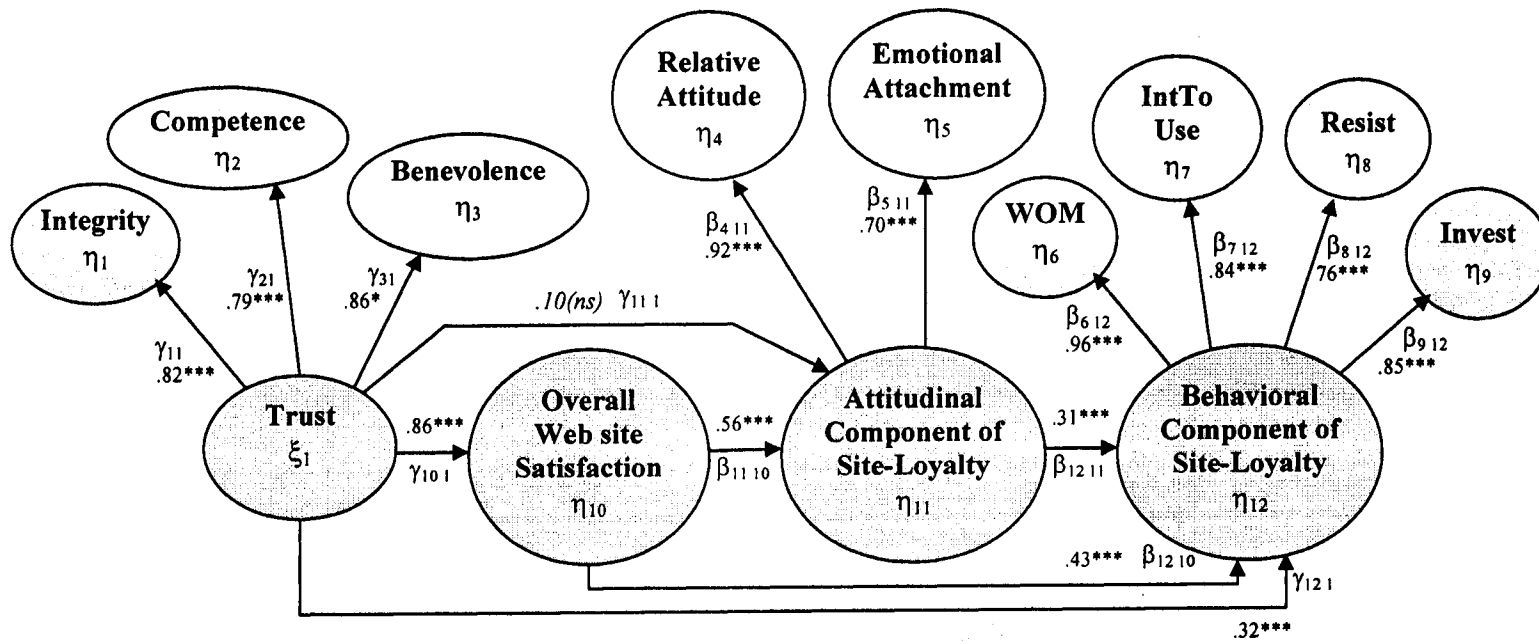 Relative
Attitude
η4
Emotional
Attachment
η5
IntTo
Use
η7
Resist
η8
Competence
η2
Benevolence
η3
Integrity
η1
WOM
η6
Invest
η9
γ11
.82***
γ21
.79***
γ31
.86*
.10(ns) γ11 1
β4 11
.92***
β5 11
.70***
β6 12
.96***
β7 12
.84***
β8 12
76***
β9 12
.85***
Trust
ξ1
.86***
γ10 1
Overall
Web site
Satisfaction
η10
.56***
β11 10
Attitudinal
Component of
Site-Loyalty
η11
.31***
β12 11
Behavioral
Component of
Site-Loyalty
η12
.43*** β12 10
γ12 1
.32***